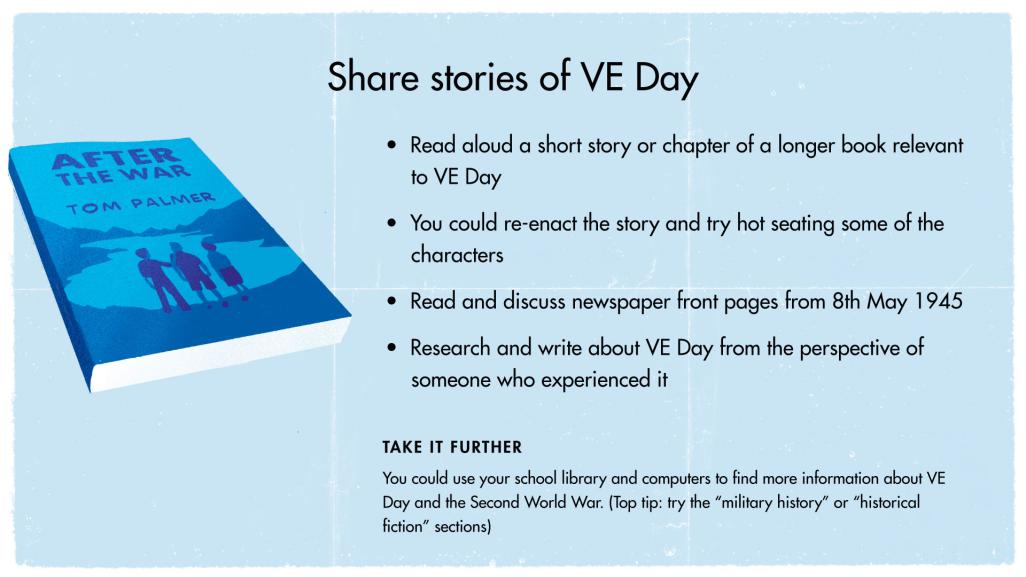 Share stories of VE Day
AFTER
THE WAR
TOM PALMER
• Read aloud a short story or chapter of a longer book relevant
to VE Day
• You could re-enact the story and try hot seating some of the
characters
• Read and discuss newspaper front pages from 8th May 1945
• Research and write about VE Day from the perspective of
someone who experienced it
TAKE IT FURTHER
You could use your school library and computers to find more information about VE
Day and the Second World War. (Top tip: try the “military history” or “historical
fiction” sections)